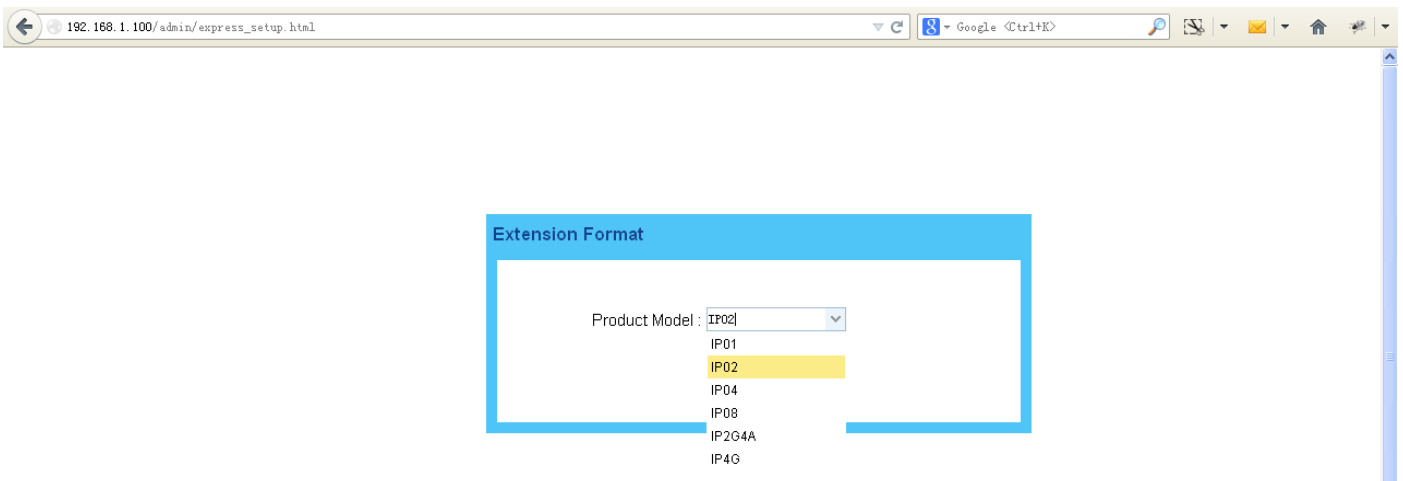 192.168.1.100/admin/express_setup.html
Google <Ctrl+K>
Extension Format
Product Model : IP02
IP01
IP02
IP04
IP08
IP2G4A
IP4G